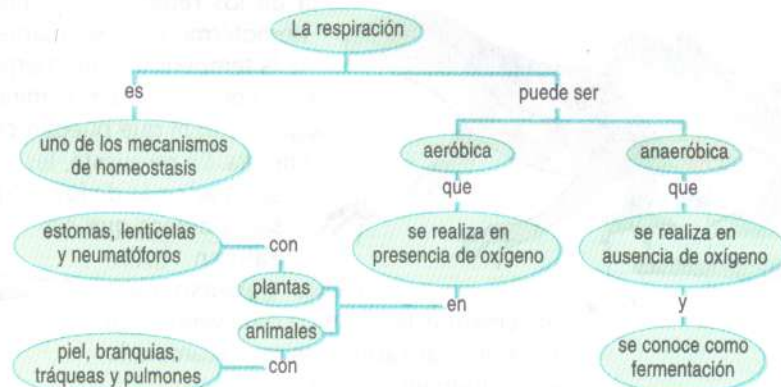 La respiración
es
puede ser
uno de los mecanismos
de homeostasis
aeróbica
anaeróbica
que
que
estomas, lenticelas
y neumatóforos
con
se realiza en
presencia de oxígeno
se realiza en
ausencia de oxígeno
plantas
en
y
animales
piel, branquias,
tráqueas y pulmones
con
se conoce como
fermentación